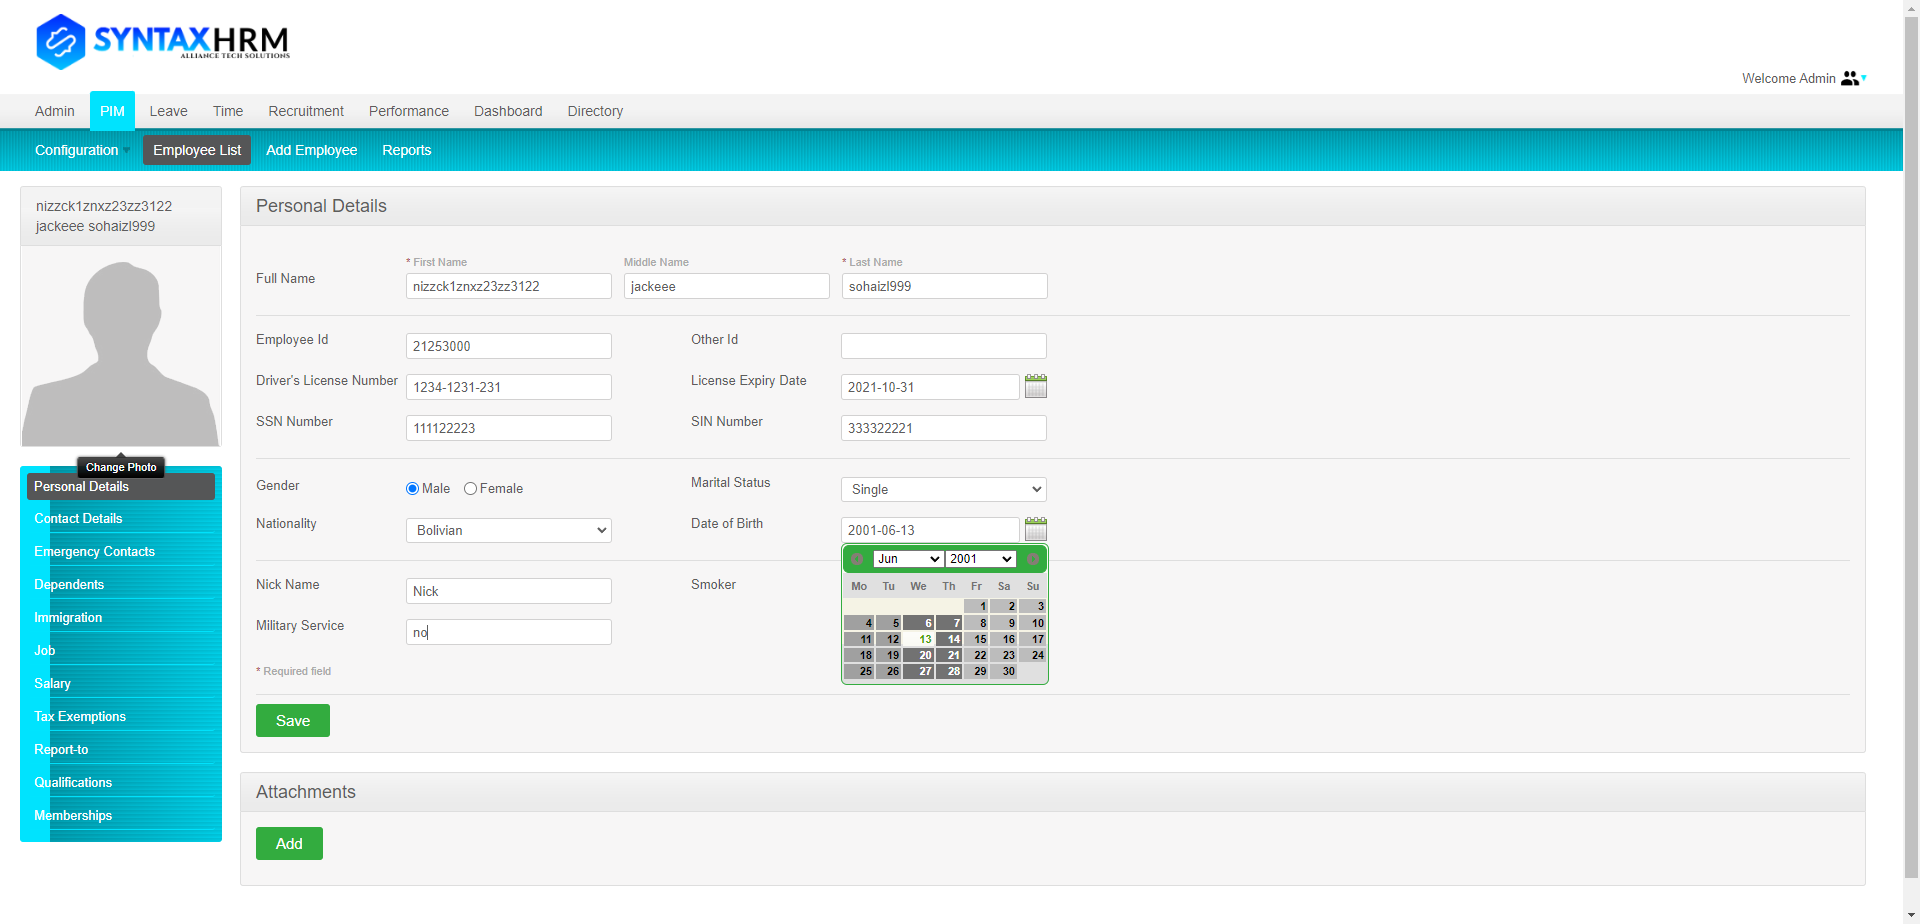 SYNTAXHRM
ALLIANCE TECH SOLUTIONS
Welcome Admin
Admin PIM Leave Time Recruitment Performance Dashboard Directory
Configuration Employee List Add Employee Reports
nizzck1znxz23zz3122
jackeee sohaizl999
Change Photo
Personal Details
Contact Details
Emergency Contacts
Dependents
Immigration
Job
Salary
Tax Exemptions
Report-to
Qualifications
Memberships
Personal Details
* First Name Middle Name * Last Name
Full Name nizzck1znxz23zz3122 jackeee sohaizl999
Employee Id 21253000 Other Id
Driver's License Number 1234-1231-231 License Expiry Date 2021-10-31
SSN Number 111122223 SIN Number 333322221
Gender Male Female Marital Status Single
Nationality Bolivian Date of Birth 2001-06-13
Jun 2001
Mo Tu We Th Fr Sa Su
1 2 3
4 5 6 7 8 9 10
11 12 13 14 15 16 17
18 19 20 21 22 23 24
25 26 27 28 29 30
Nick Name Nick Smoker
Military Service no
* Required field
Save
Attachments
Add